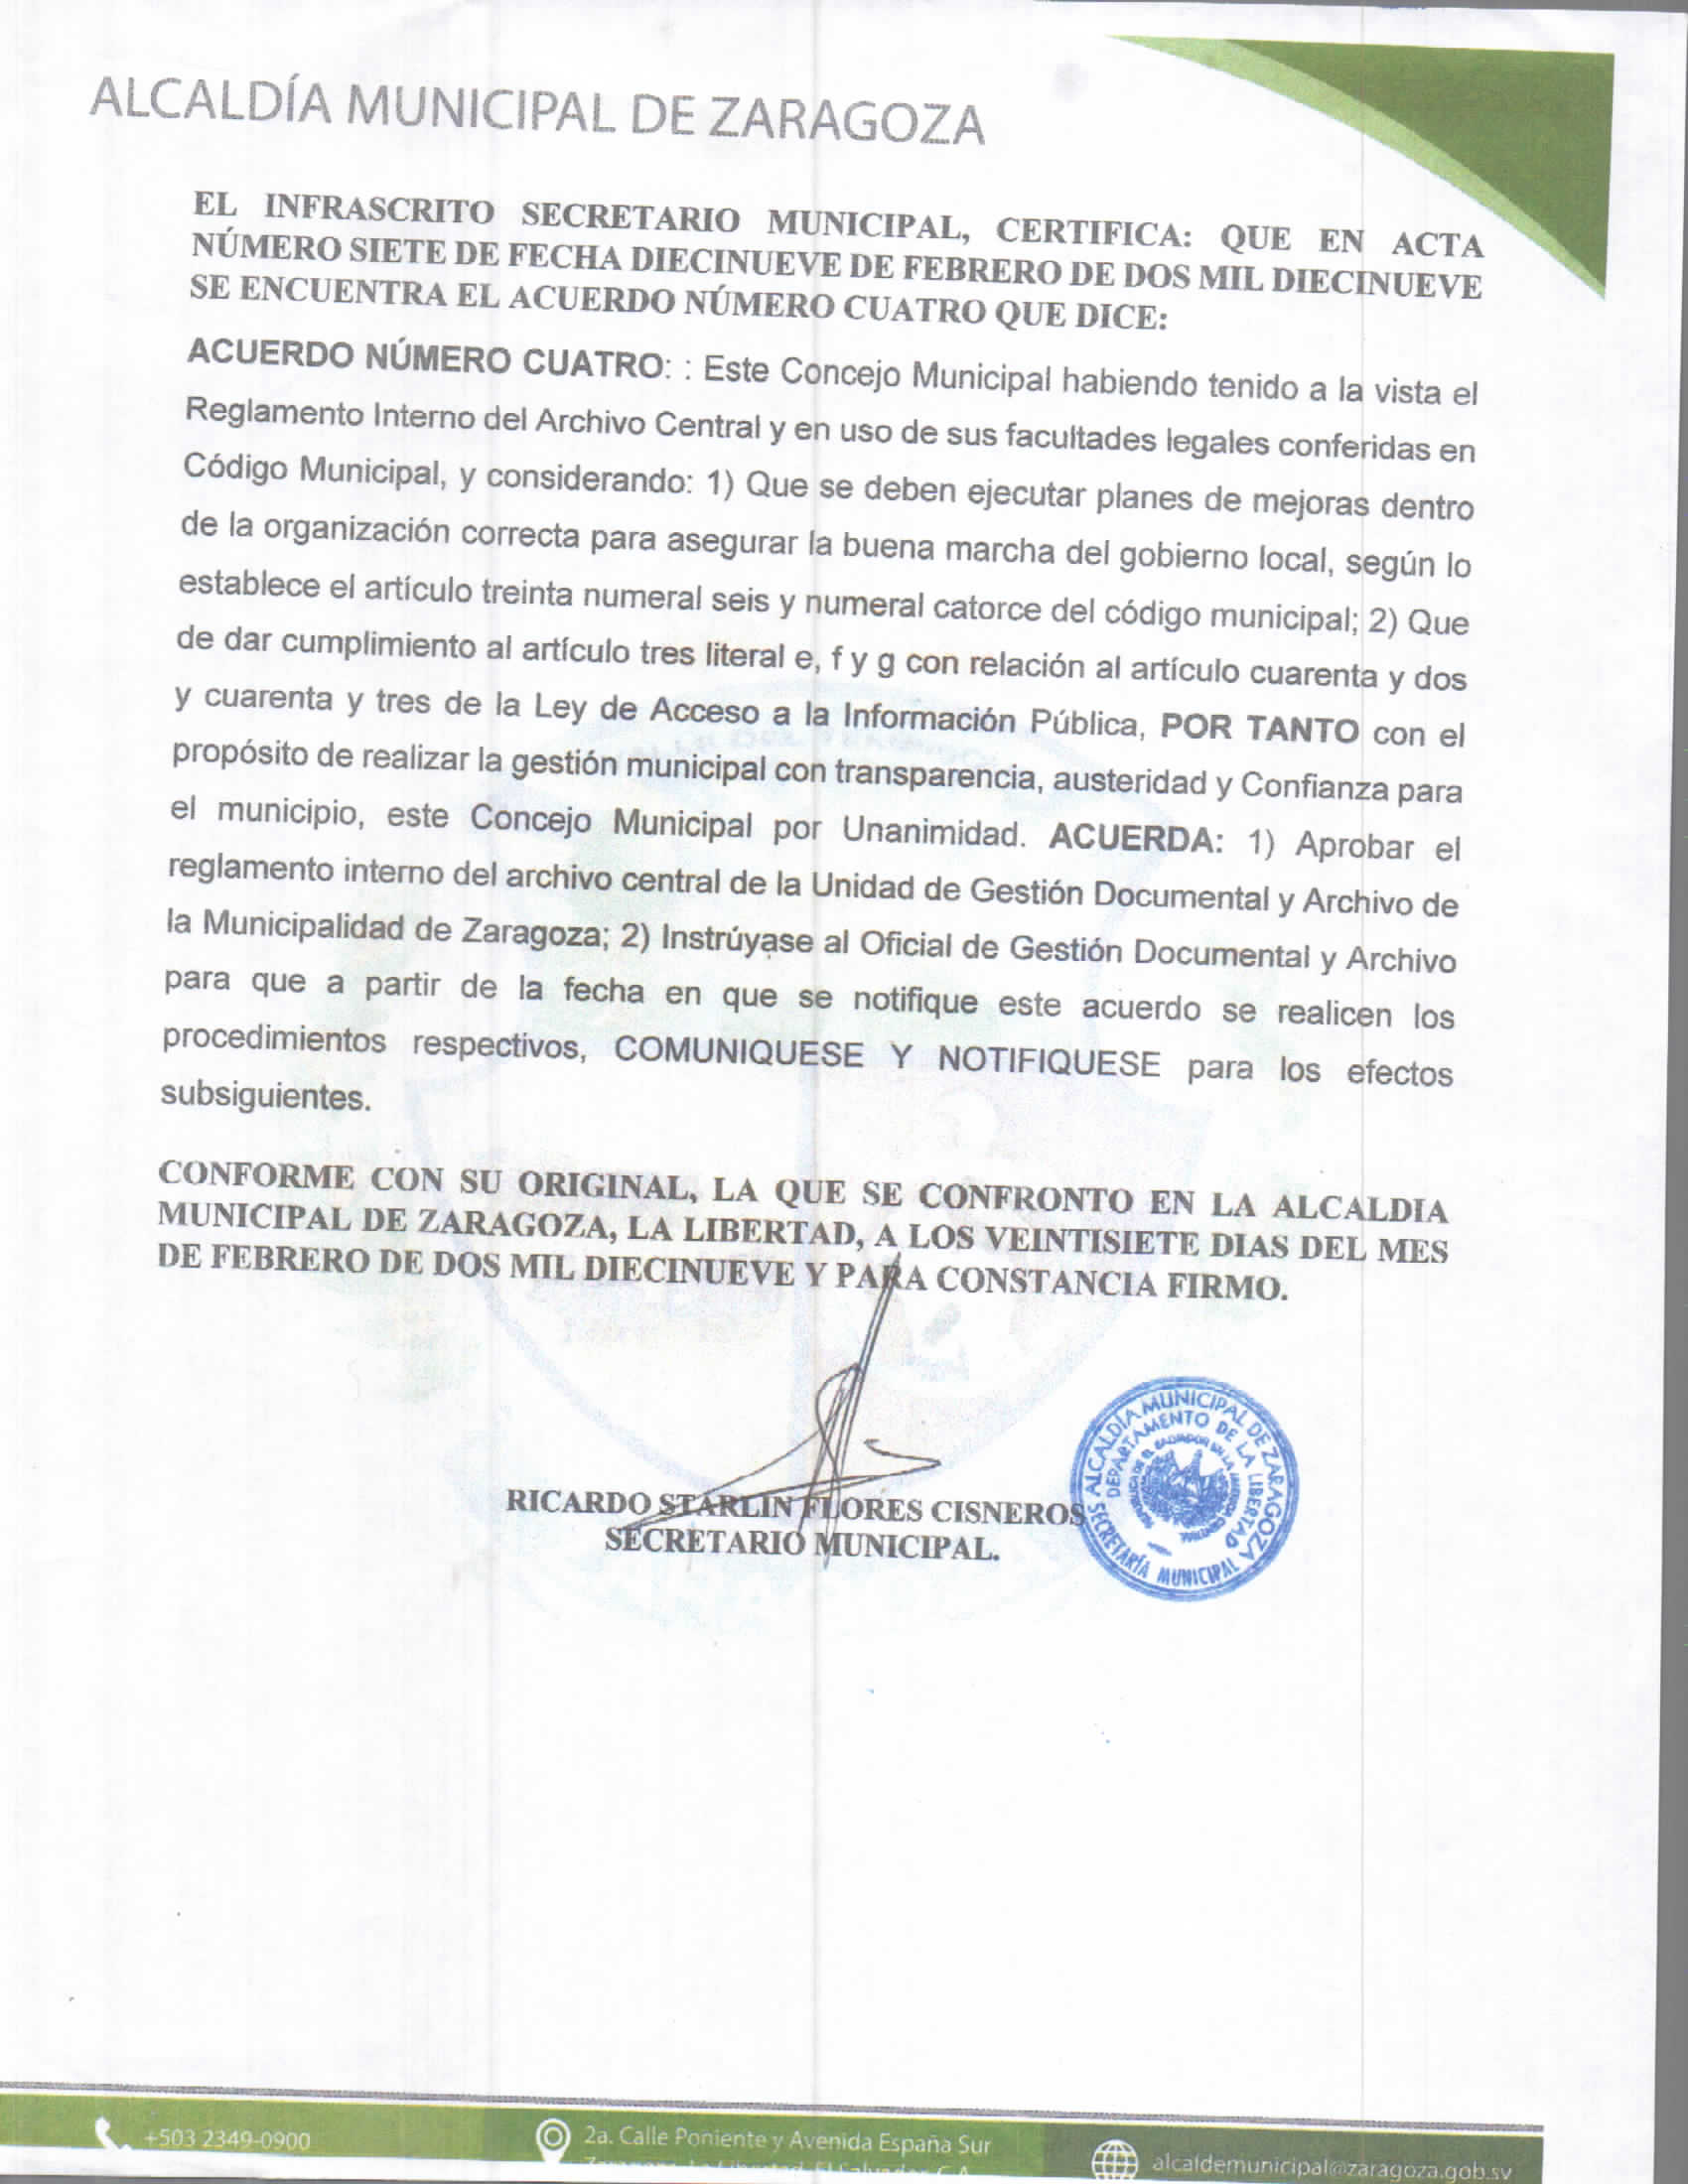 ALCALDÍA MUNICIPAL DE ZARAGOZA
EL INFRASCRITO SECRETARIO MUNICIPAL, CERTIFICA: QUE EN ACTA
NÚMERO SIETE DE FECHA DIECINUEVE DE FEBRERO DE DOS MIL DIECINUEVE
SE ENCUENTRA EL ACUERDO NÚMERO CUATRO QUE DICE:
ACUERDO NÚMERO CUATRO: : Este Concejo Municipal habiendo tenido a la vista el
Reglamento Interno del Archivo Central y en uso de sus facultades legales conferidas en
Código Municipal, y considerando: 1) Que se deben ejecutar planes de mejoras dentro
de la organización correcta para asegurar la buena marcha del gobierno local, según lo
establece el artículo treinta numeral seis y numeral catorce del código municipal; 2) Que
de dar cumplimiento al artículo tres literal e, f y g con relación al artículo cuarenta y dos
y cuarenta y tres de la Ley de Acceso a la Información Pública, POR TANTO con el
propósito de realizar la gestión municipal con transparencia, austeridad y Confianza para
el municipio, este Concejo Municipal por Unanimidad. ACUERDA: 1) Aprobar el
reglamento interno del archivo central de la Unidad de Gestión Documental y Archivo de
la Municipalidad de Zaragoza; 2) Instrúyase al Oficial de Gestión Documental y Archivo
para que a partir de la fecha en que se notifique este acuerdo se realicen los
procedimientos respectivos, COMUNIQUESE Y NOTIFIQUESE para los efectos
subsiguientes.
CONFORME CON SU ORIGINAL, LA QUE SE CONFRONTO EN LA ALCALDIA
MUNICIPAL DE ZARAGOZA, LA LIBERTAD, A LOS VEINTISIETE DIAS DEL MES
DE FEBRERO DE DOS MIL DIECINUEVE Y PARA CONSTANCIA FIRMO.
RICARDO STARLIN FLORES CISNEROS
SECRETARIO MUNICIPAL.
ALCALDÍA MUNICIPAL DE ZARAGOZA
DEPARTAMENTO DE LA LIBERTAD
SECRETARÍA MUNICIPAL
+503 2349-0900
2a. Calle Poniente y Avenida España Sur
Zaragoza, La Libertad, El Salvador, C.A.
alcaldemunicipal@zaragoza.gob.sv